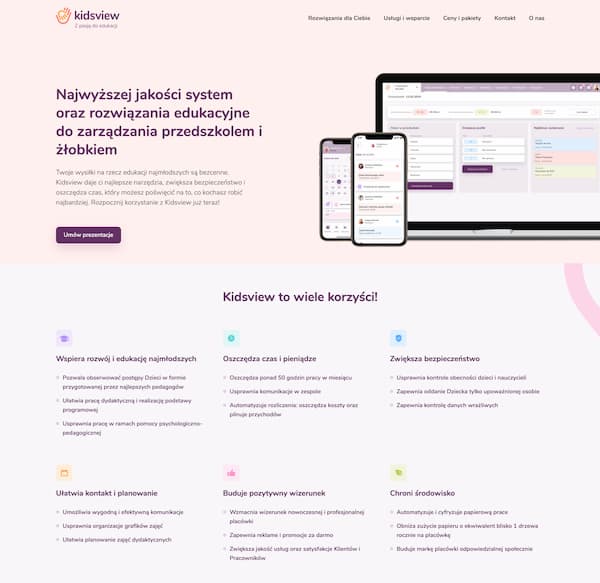 kidsview
Z pasją do edukacji
Rozwiązania dla Ciebie
Usługi i wsparcie
Ceny i pakiety
Kontakt
O nas
Najwyższej jakości system
oraz rozwiązania edukacyjne
do zarządzania przedszkolem i
żłobkiem
Twoje wysiłki na rzecz edukacji najmłodszych są bezcenne.
Kidsview daje ci najlepsze narzędzia, zwiększa bezpieczeństwo i
oszczędza czas, który możesz poświęcić na to, co kochasz robić
najbardziej. Rozpocznij korzystanie z Kidsview już teraz!
Umów prezentacje
Kidsview to wiele korzyści!
Wspiera rozwój i edukację najmłodszych
Pozwala obserwować postępy Dzieci w formie
przygotowanej przez najlepszych pedagogów
Ułatwia pracę dydaktyczną i realizację podstawy
programowej
Usprawnia pracę w ramach pomocy psychologiczno-
pedagogicznej
Oszczędza czas i pieniądze
Oszczędza ponad 50 godzin pracy w miesiącu
Usprawnia komunikacje w zespole
Automatyzuje rozliczenia: oszczędza koszty oraz
pilnuje przychodów
Zwiększa bezpieczeństwo
Usprawnia kontrole obecności dzieci i nauczycieli
Zapewnia oddanie Dziecka tylko upoważnionej osobie
Zapewnia kontrolę danych wrażliwych
Ułatwia kontakt i planowanie
Umożliwia wygodną i efektywną komunikacje
Usprawnia organizacje grafików zajęć
Ułatwia planowanie zajęć dydaktycznych
Buduje pozytywny wizerunek
Wzmacnia wizerunek nowoczesnej i profesjonalnej
placówki
Zapewnia reklame i promocje za darmo
Zwiększa jakość usług oraz satysfakcje Klientów i
Pracowników
Chroni środowisko
Automatyzuje i cyfryzuje papierową prace
Obniża zużycie papieru o ekwiwalent blisko 1 drzewa
rocznie na placówkę
Buduje markę placówki odpowiedzialnej społecznie